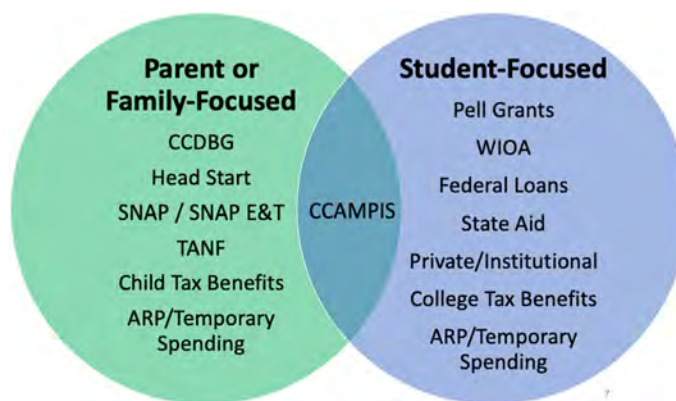 Parent or
Family-Focused
CCDBG
Head Start
SNAP / SNAP E&T
TANF
Child Tax Benefits
ARP/Temporary
Spending
CCAMPIS
Student-Focused
Pell Grants
WIOA
Federal Loans
State Aid
Private/Institutional
College Tax Benefits
ARP/Temporary
Spending